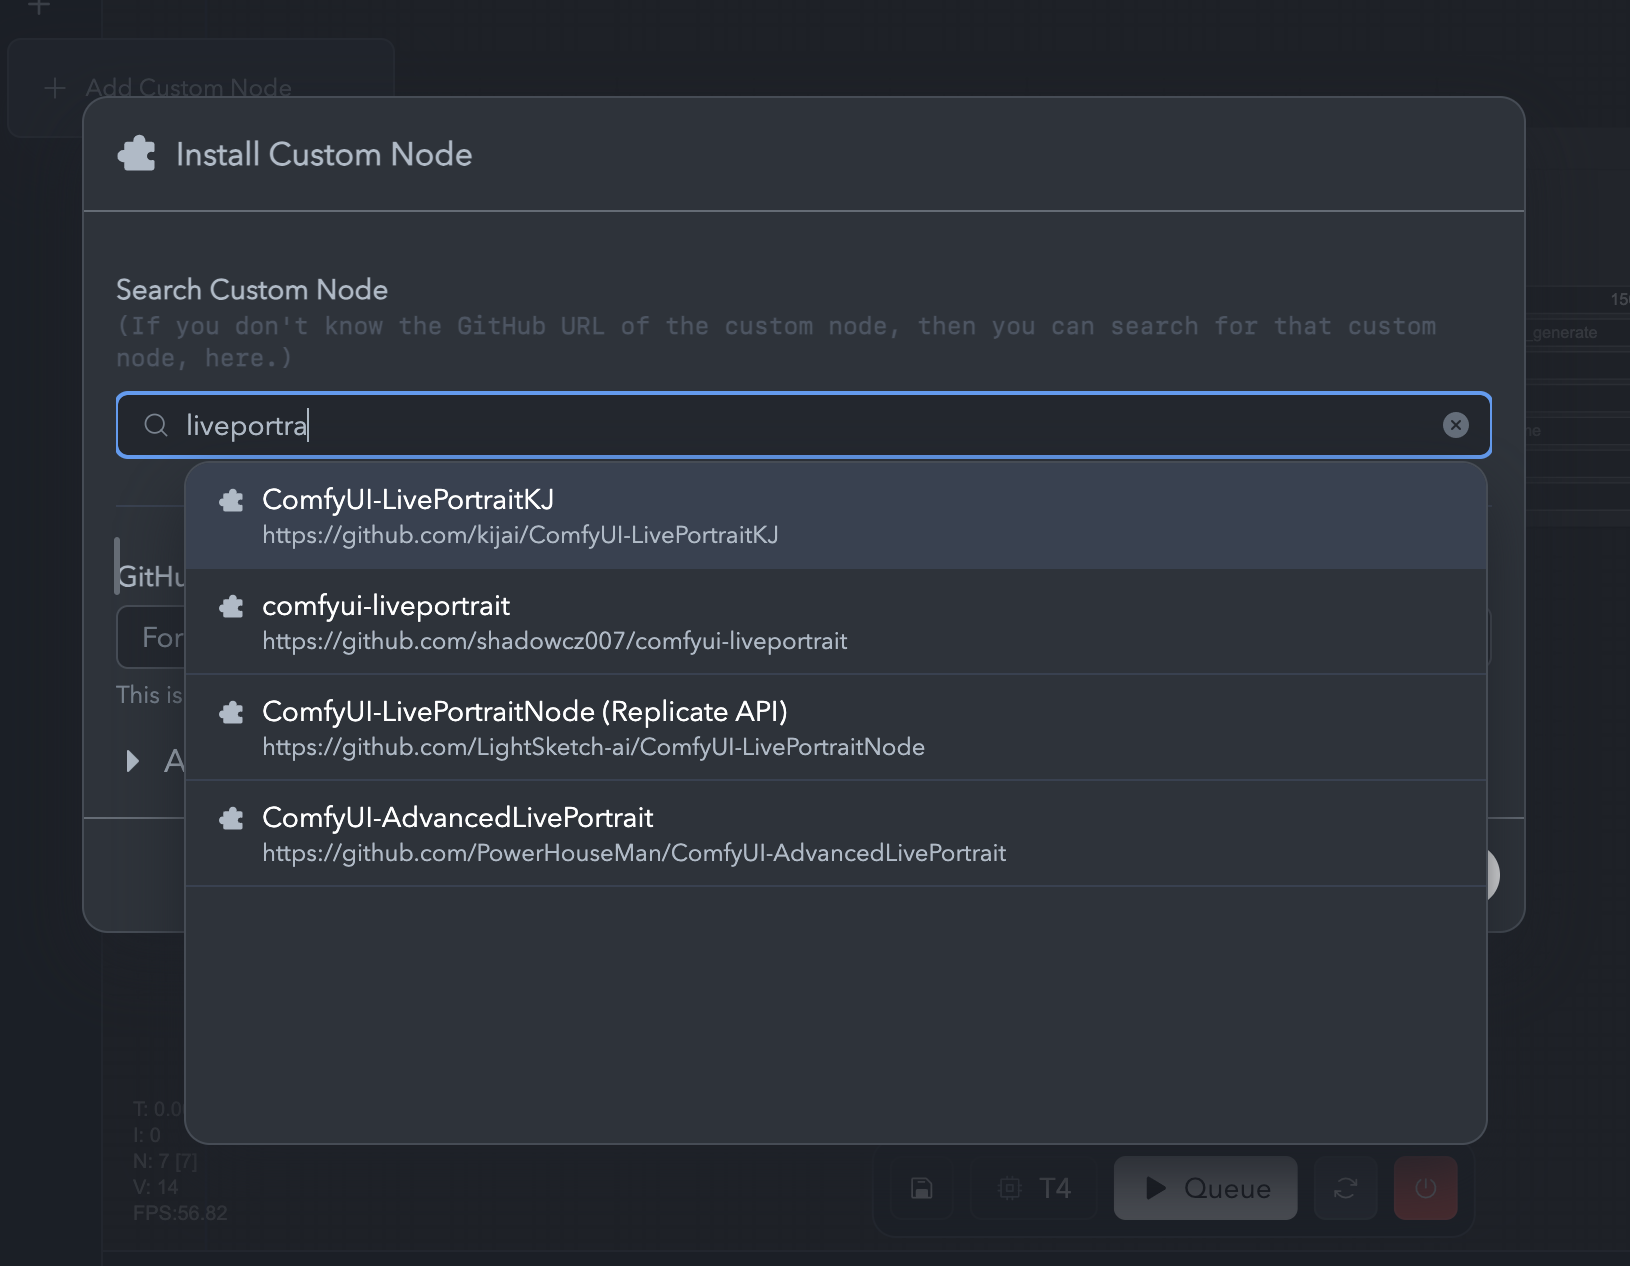 Add Custom Node
Install Custom Node
Search Custom Node
(If you don't know the GitHub URL of the custom node, then you can search for that custom
node, here.)
liveportra
ComfyUI-LivePortraitKJ
https://github.com/kijai/ComfyUI-LivePortraitKJ
comfyui-liveportrait
https://github.com/shadowcz007/comfyui-liveportrait
ComfyUI-LivePortraitNode (Replicate API)
https://github.com/LightSketch-ai/ComfyUI-LivePortraitNode
ComfyUI-AdvancedLivePortrait
https://github.com/PowerHouseMan/ComfyUI-AdvancedLivePortrait
GitHu
For
This is
A
_generate
T: 0.0
I: 0
N: 7 [7]
V: 14
FPS:56.82
T4
Queue